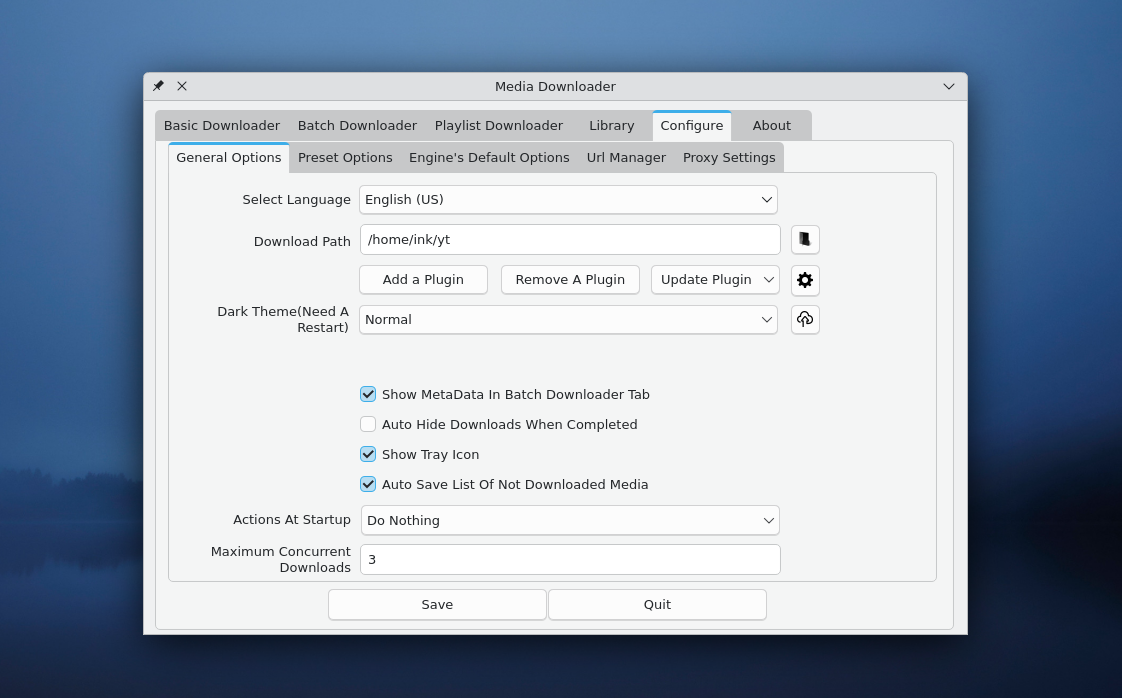 Media Downloader
Basic Downloader Batch Downloader Playlist Downloader Library Configure About
General Options Preset Options Engine's Default Options Url Manager Proxy Settings
Select Language English (US)
Download Path /home/ink/yt
Add a Plugin Remove A Plugin Update Plugin
Dark Theme(Need A
Restart) Normal
Show MetaData In Batch Downloader Tab
Auto Hide Downloads When Completed
Show Tray Icon
Auto Save List Of Not Downloaded Media
Actions At Startup Do Nothing
Maximum Concurrent
Downloads 3
Save Quit